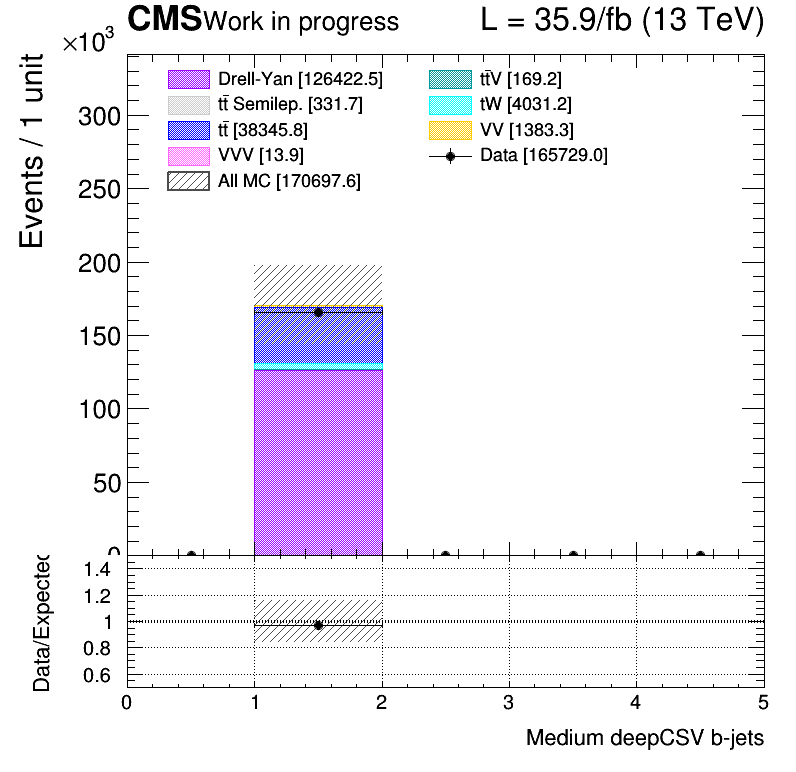 CMS Work in progress L = 35.9/fb (13 TeV)
×10³
Events / 1 unit
Drell-Yan [126422.5]
tt̄ Semilep. [331.7]
tt̄ [38345.8]
VVV [13.9]
All MC [170697.6]
tt̄V [169.2]
tW [4031.2]
VV [1383.3]
Data [165729.0]
300
250
200
150
100
50
0
Data/Expected
1.4
1.2
1
0.8
0.6
0 1 2 3 4 5
Medium deepCSV b-jets